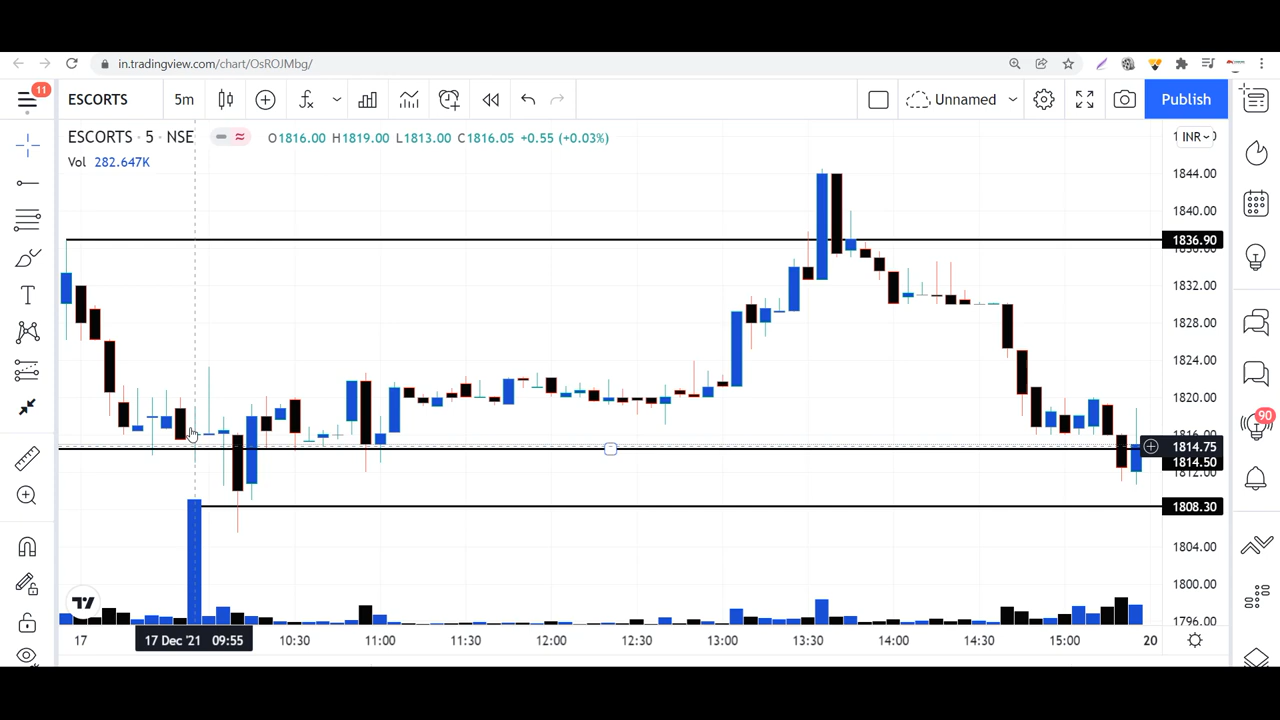 in.tradingview.com/chart/OsROJMbg/
11
ESCORTS 5m Unnamed Publish
ESCORTS · 5 · NSE O1816.00 H1819.00 L1813.00 C1816.05 +0.55 (+0.03%)
INR
Vol 282.647K
1844.00
1840.00
1836.90
1832.00
1828.00
1824.00
1820.00
90
1814.75
1814.50
1808.30
1804.00
1800.00
1796.00
17 17 Dec '21 09:55 10:30 11:00 11:30 12:00 12:30 13:00 13:30 14:00 14:30 15:00 20